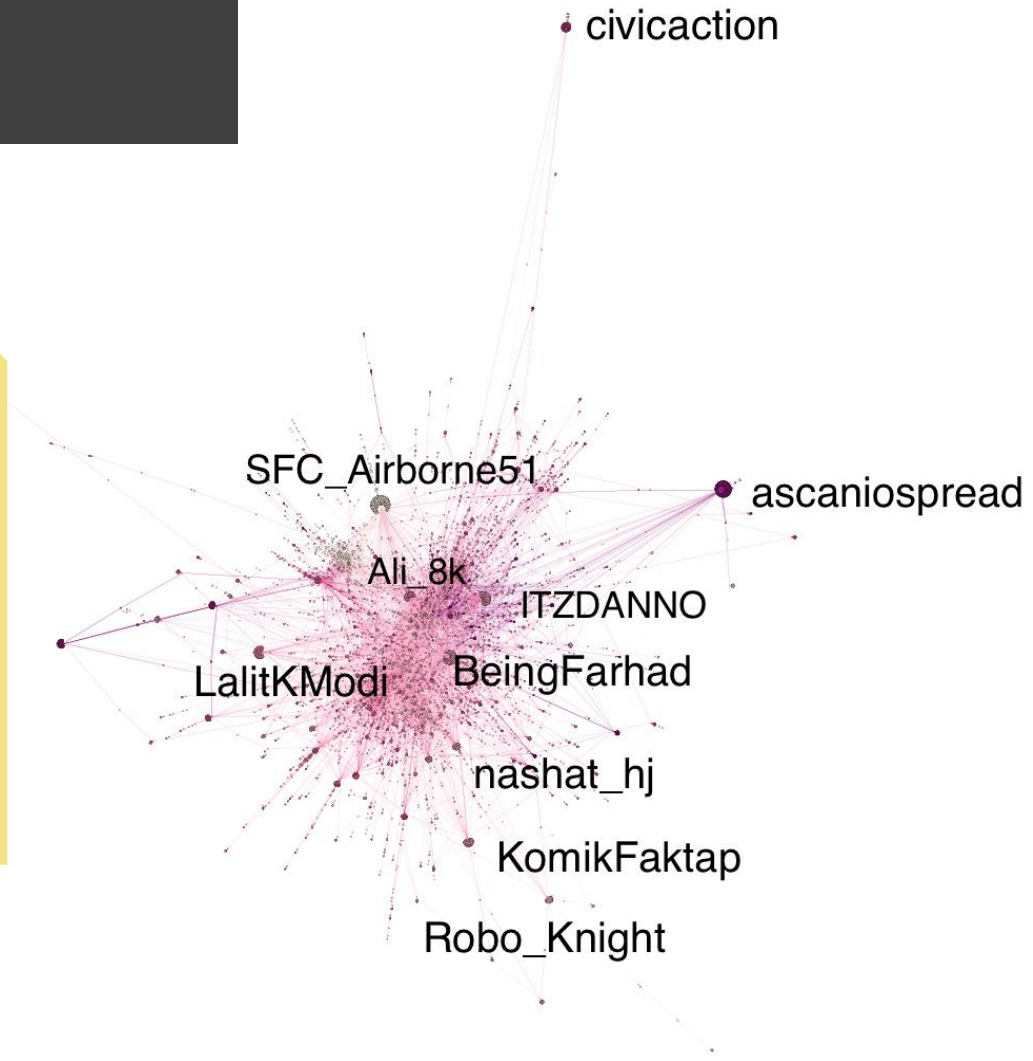 civicaction
SFC_Airborne51
ascaniospread
Ali_8k
ITZDANNO
BeingFarhad
LalitKModi
nashat_hj
KomikFaktap
Robo_Knight